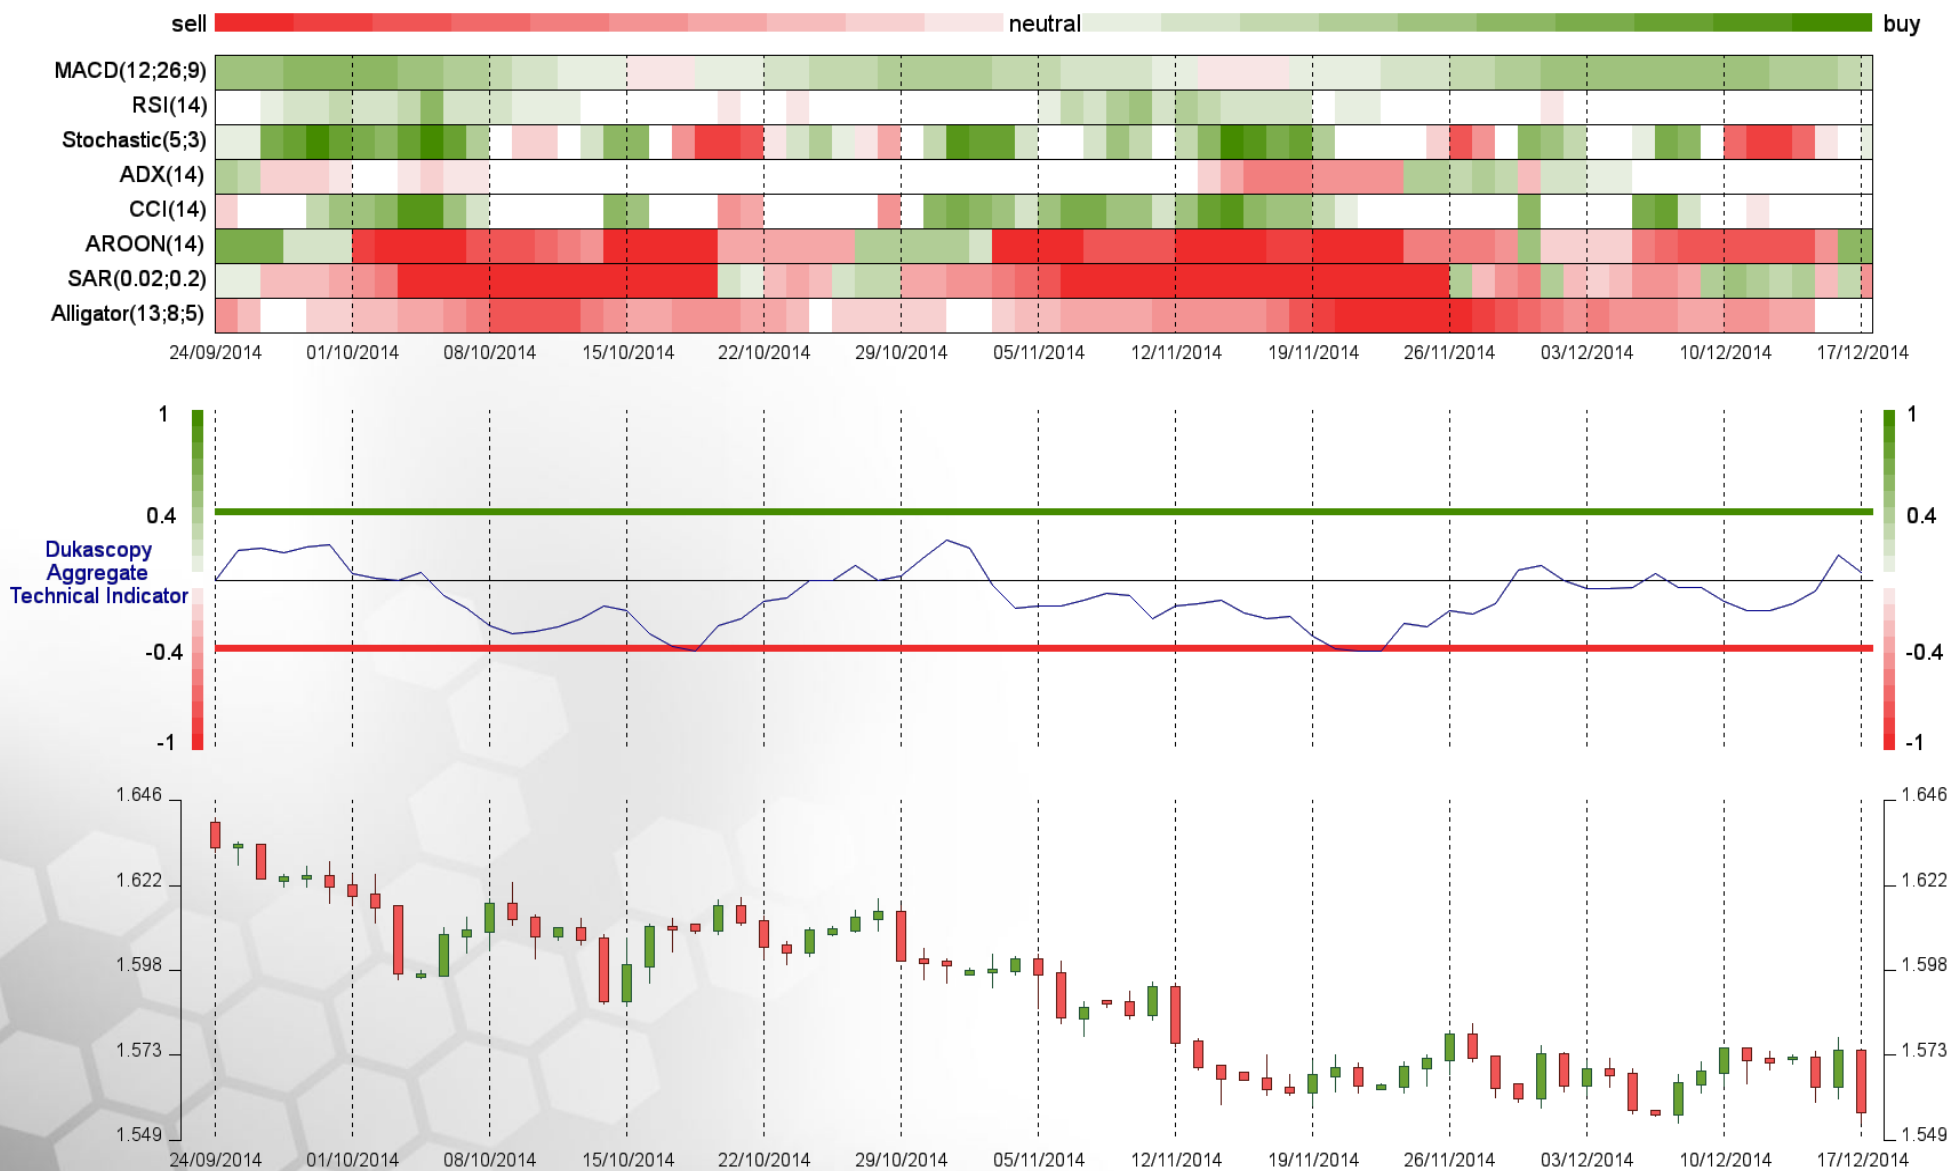 sell neutral buy
MACD(12;26;9)
RSI(14)
Stochastic(5;3)
ADX(14)
CCI(14)
AROON(14)
SAR(0.02;0.2)
Alligator(13;8;5)
24/09/2014 01/10/2014 08/10/2014 15/10/2014 22/10/2014 29/10/2014 05/11/2014 12/11/2014 19/11/2014 26/11/2014 03/12/2014 10/12/2014 17/12/2014
1 1
0.4 0.4
Dukascopy
Aggregate
Technical Indicator
-0.4 -0.4
-1 -1
1.646 1.646
1.622 1.622
1.598 1.598
1.573 1.573
1.549 1.549
24/09/2014 01/10/2014 08/10/2014 15/10/2014 22/10/2014 29/10/2014 05/11/2014 12/11/2014 19/11/2014 26/11/2014 03/12/2014 10/12/2014 17/12/2014